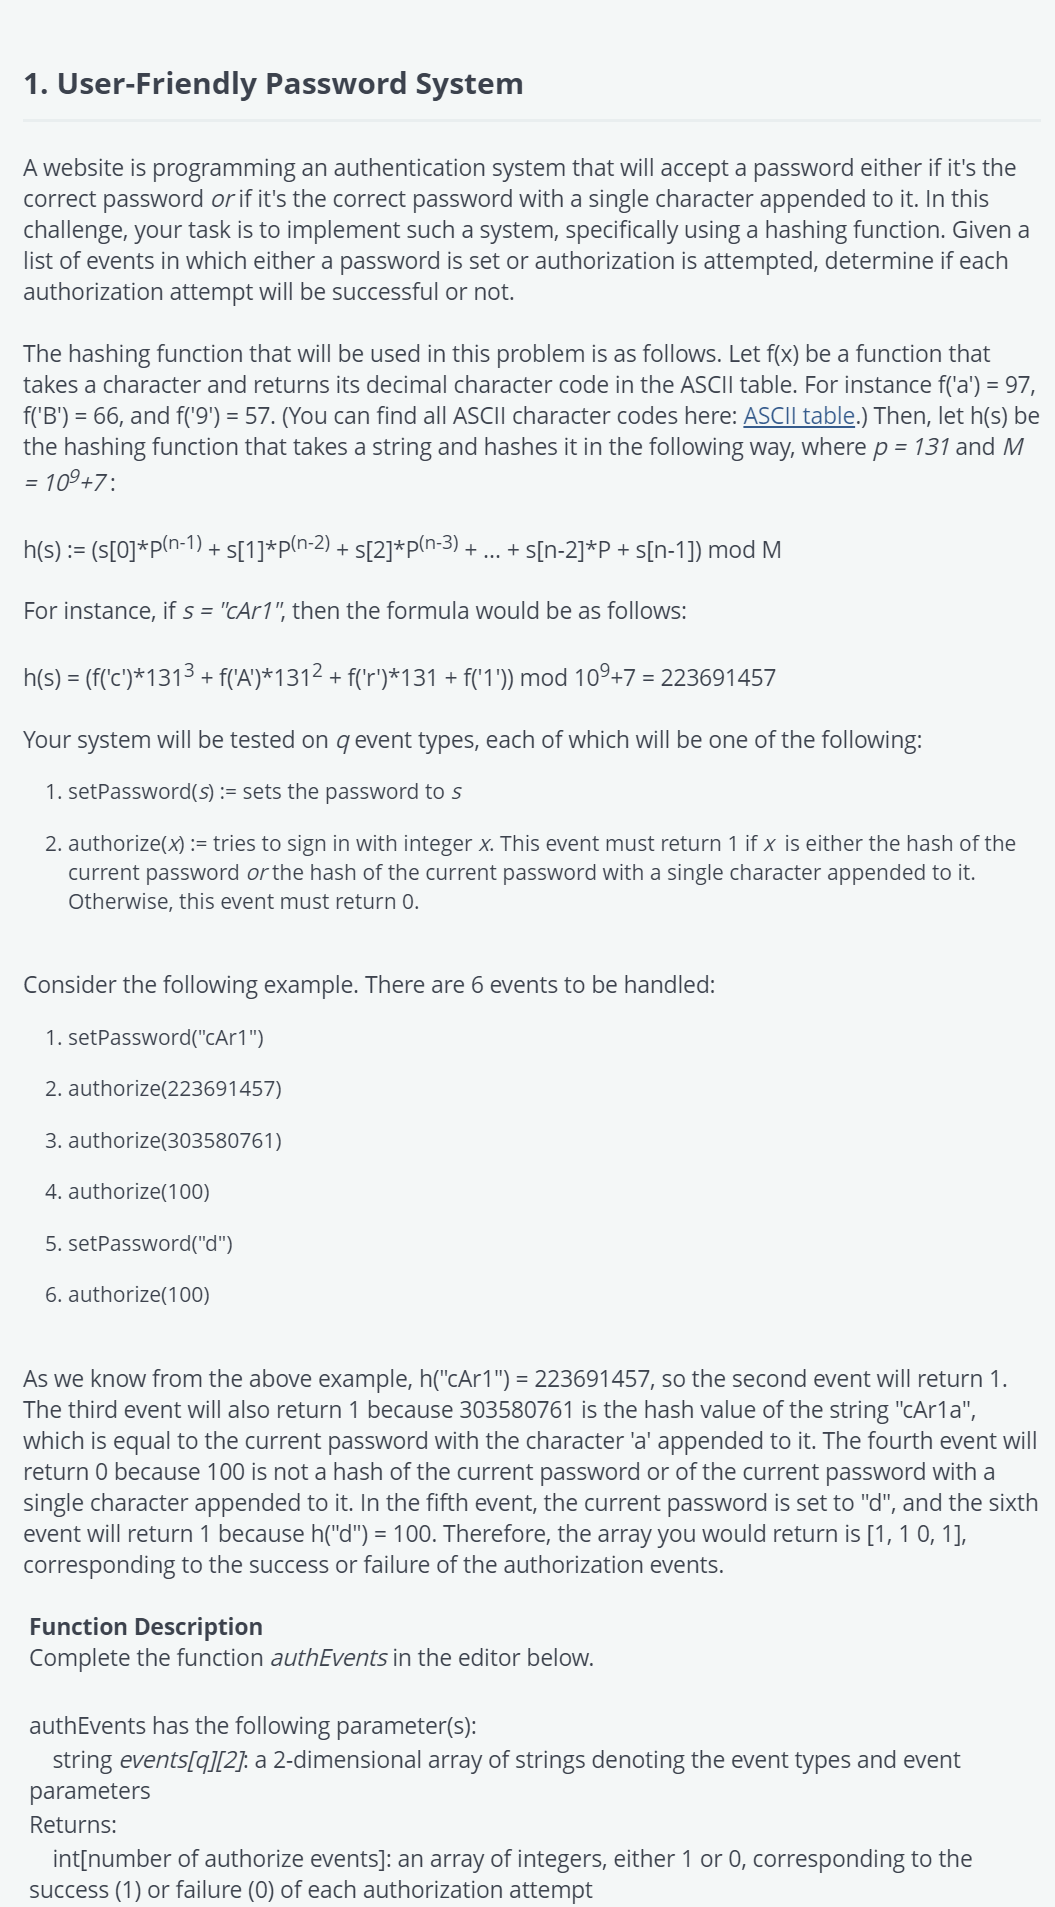 1. User-Friendly Password System
A website is programming an authentication system that will accept a password either if it's the
correct password or if it's the correct password with a single character appended to it. In this
challenge, your task is to implement such a system, specifically using a hashing function. Given a
list of events in which either a password is set or authorization is attempted, determine if each
authorization attempt will be successful or not.
The hashing function that will be used in this problem is as follows. Let f(x) be a function that
takes a character and returns its decimal character code in the ASCII table. For instance f('a') = 97,
f('B') = 66, and f('9') = 57. (You can find all ASCII character codes here: ASCII table.) Then, let h(s) be
the hashing function that takes a string and hashes it in the following way, where p = 131 and M
= 10⁹+7:
h(s) := (s[0]*P⁽ⁿ⁻¹⁾ + s[1]*P⁽ⁿ⁻²⁾ + s[2]*P⁽ⁿ⁻³⁾ + ... + s[n-2]*P + s[n-1]) mod M
For instance, if s = "cAr1", then the formula would be as follows:
h(s) = (f('c')*131³ + f('A')*131² + f('r')*131 + f('1')) mod 10⁹+7 = 223691457
Your system will be tested on q event types, each of which will be one of the following:
1. setPassword(s) := sets the password to s
2. authorize(x) := tries to sign in with integer x. This event must return 1 if x is either the hash of the
current password or the hash of the current password with a single character appended to it.
Otherwise, this event must return 0.
Consider the following example. There are 6 events to be handled:
1. setPassword("cAr1")
2. authorize(223691457)
3. authorize(303580761)
4. authorize(100)
5. setPassword("d")
6. authorize(100)
As we know from the above example, h("cAr1") = 223691457, so the second event will return 1.
The third event will also return 1 because 303580761 is the hash value of the string "cAr1a",
which is equal to the current password with the character 'a' appended to it. The fourth event will
return 0 because 100 is not a hash of the current password or of the current password with a
single character appended to it. In the fifth event, the current password is set to "d", and the sixth
event will return 1 because h("d") = 100. Therefore, the array you would return is [1, 1 0, 1],
corresponding to the success or failure of the authorization events.
Function Description
Complete the function authEvents in the editor below.
authEvents has the following parameter(s):
string events[q][2]: a 2-dimensional array of strings denoting the event types and event
parameters
Returns:
int[number of authorize events]: an array of integers, either 1 or 0, corresponding to the
success (1) or failure (0) of each authorization attempt